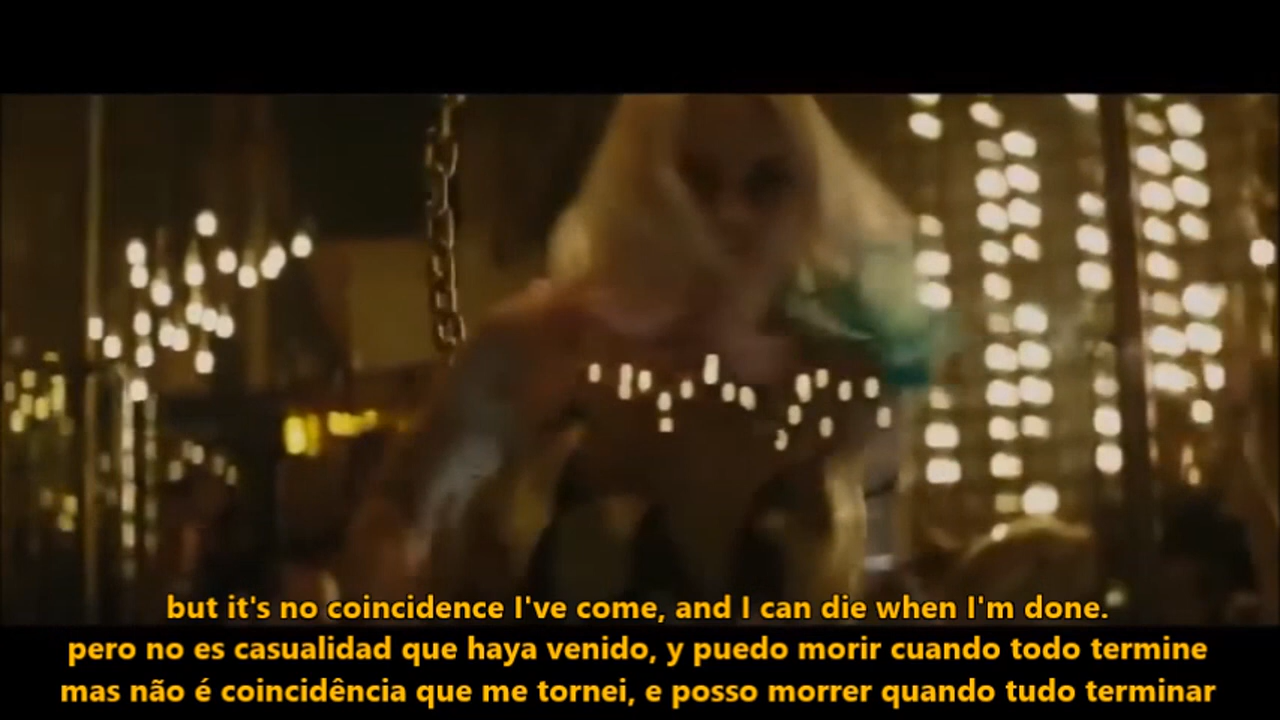 but it's no coincidence I've come, and I can die when I'm done.
pero no es casualidad que haya venido, y puedo morir cuando todo termine
mas não é coincidência que me tornei, e posso morrer quando tudo terminar